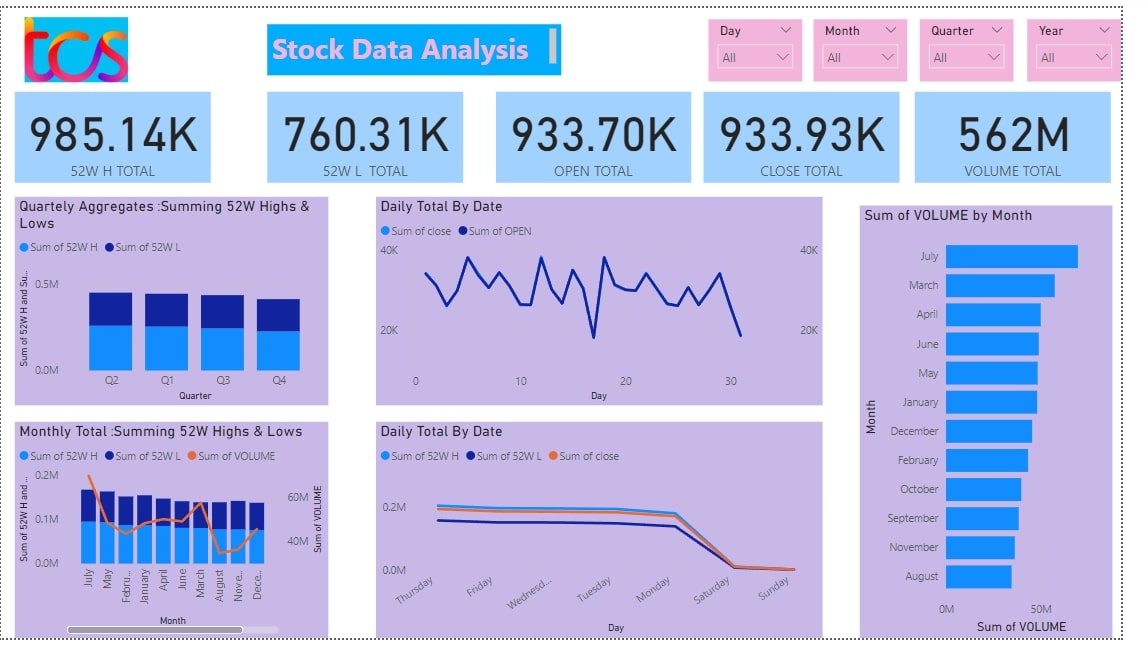 tcs
Stock Data Analysis
Day
All
Month
All
Quarter
All
Year
All
985.14K
52W H TOTAL
760.31K
52W L TOTAL
933.70K
OPEN TOTAL
933.93K
CLOSE TOTAL
562M
VOLUME TOTAL
Quartely Aggregates :Summing 52W Highs &
Lows
Sum of 52W H Sum of 52W L
Sum of 52W H and Su...
0.5M
0.0M
Q2 Q1 Q3 Q4
Quarter
Daily Total By Date
Sum of close Sum of OPEN
40K 40K
20K 20K
0 10 20 30
Day
Monthly Total :Summing 52W Highs & Lows
Sum of 52W H Sum of 52W L Sum of VOLUME
Sum of 52W H and ...
0.2M
0.1M
0.0M
60M
40M
Sum of VOLUME
July May Febru... January April June March August Nove... Dece...
Month
Daily Total By Date
Sum of 52W H Sum of 52W L Sum of close
0.2M
0.0M
Thursday Friday Wednesd... Tuesday Monday Saturday Sunday
Day
Sum of VOLUME by Month
Month
July
March
April
June
May
January
December
February
October
September
November
August
0M 50M
Sum of VOLUME